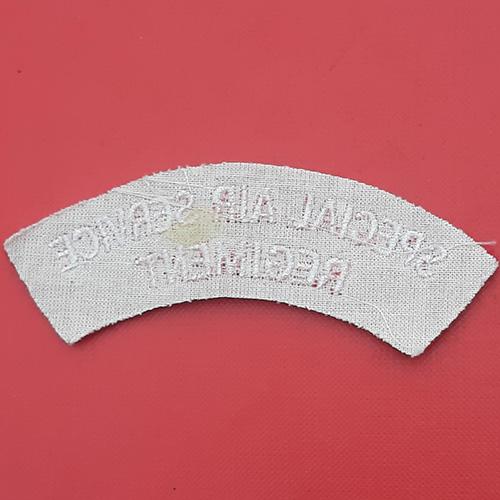 SPECIAL AIR SERVICE
REGIMENT